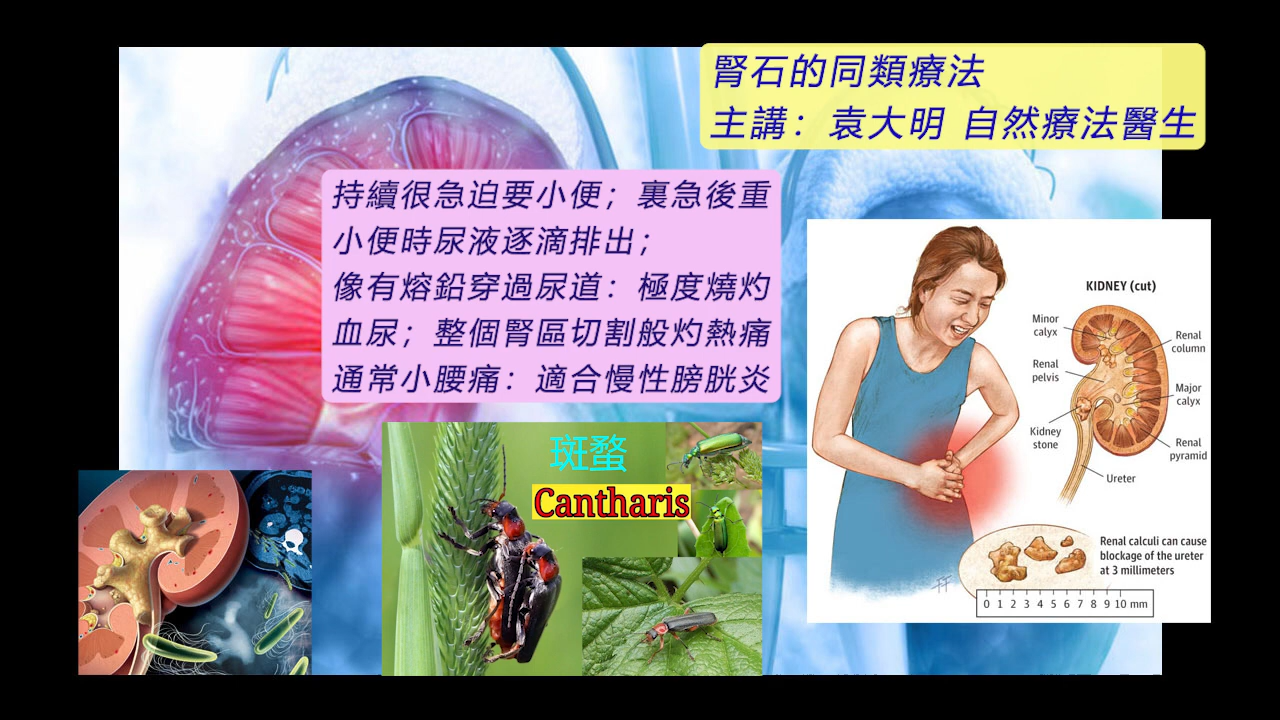 腎石的同類療法
主講：袁大明 自然療法醫生
持續很急迫要小便；裏急後重
小便時尿液逐滴排出；
像有熔鉛穿過尿道：極度燒灼
血尿；整個腎區切割般灼熱痛
通常小腰痛：適合慢性膀胱炎
斑蝥
Cantharis
KIDNEY (cut)
Minor
calyx
Renal
column
Renal
pelvis
Major
calyx
Kidney
stone
Renal
pyramid
Ureter
Renal calculi can cause
blockage of the ureter
at 3 millimeters
0 1 2 3 4 5 6 7 8 9 10 mm